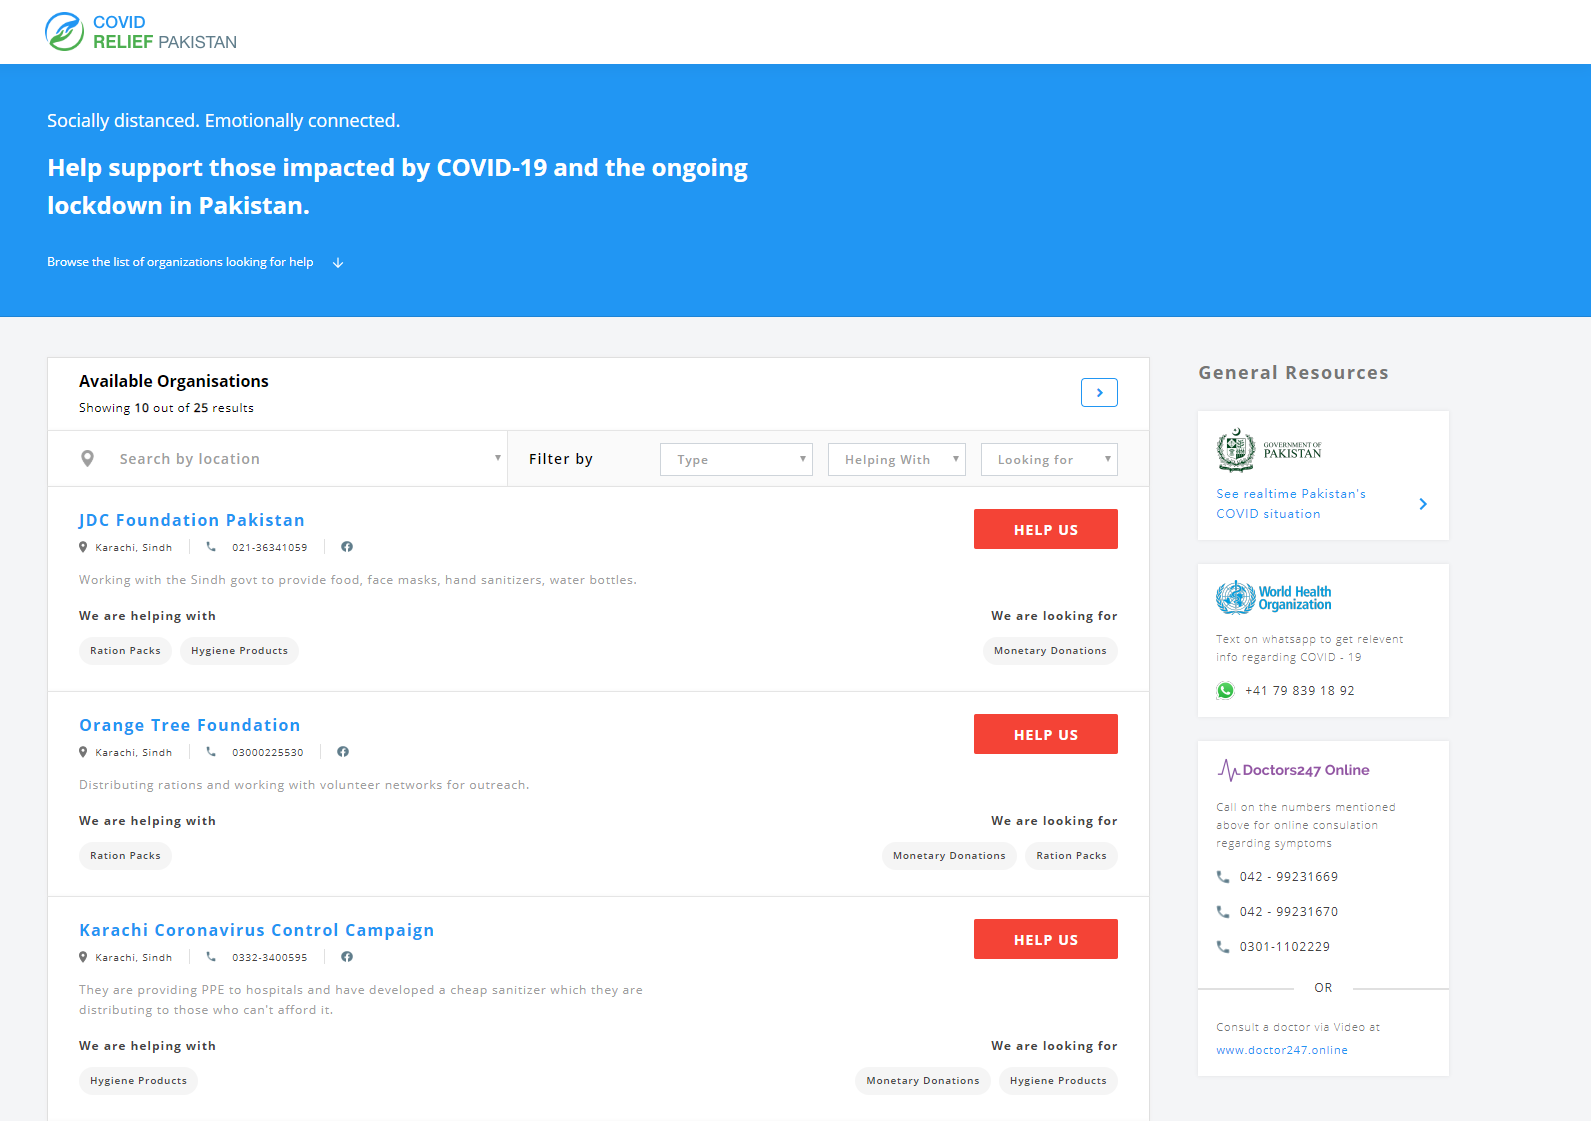 COVID
RELIEF PAKISTAN
Socially distanced. Emotionally connected.
Help support those impacted by COVID-19 and the ongoing
lockdown in Pakistan.
Browse the list of organizations looking for help
Available Organisations
Showing 10 out of 25 results
Search by location
Filter by
Type
Helping With
Looking for
JDC Foundation Pakistan
HELP US
Karachi, Sindh
021-36341059
Working with the Sindh govt to provide food, face masks, hand sanitizers, water bottles.
We are helping with
We are looking for
Ration Packs
Hygiene Products
Monetary Donations
Orange Tree Foundation
HELP US
Karachi, Sindh
03000225530
Distributing rations and working with volunteer networks for outreach.
We are helping with
We are looking for
Ration Packs
Monetary Donations
Ration Packs
Karachi Coronavirus Control Campaign
HELP US
Karachi, Sindh
0332-3400595
They are providing PPE to hospitals and have developed a cheap sanitizer which they are
distributing to those who can't afford it.
We are helping with
We are looking for
Hygiene Products
Monetary Donations
Hygiene Products
General Resources
GOVERNMENT OF
PAKISTAN
See realtime Pakistan's
COVID situation
World Health
Organization
Text on whatsapp to get relevent
info regarding COVID - 19
+41 79 839 18 92
Doctors247 Online
Call on the numbers mentioned
above for online consulation
regarding symptoms
042 - 99231669
042 - 99231670
0301-1102229
OR
Consult a doctor via Video at
www.doctor247.online